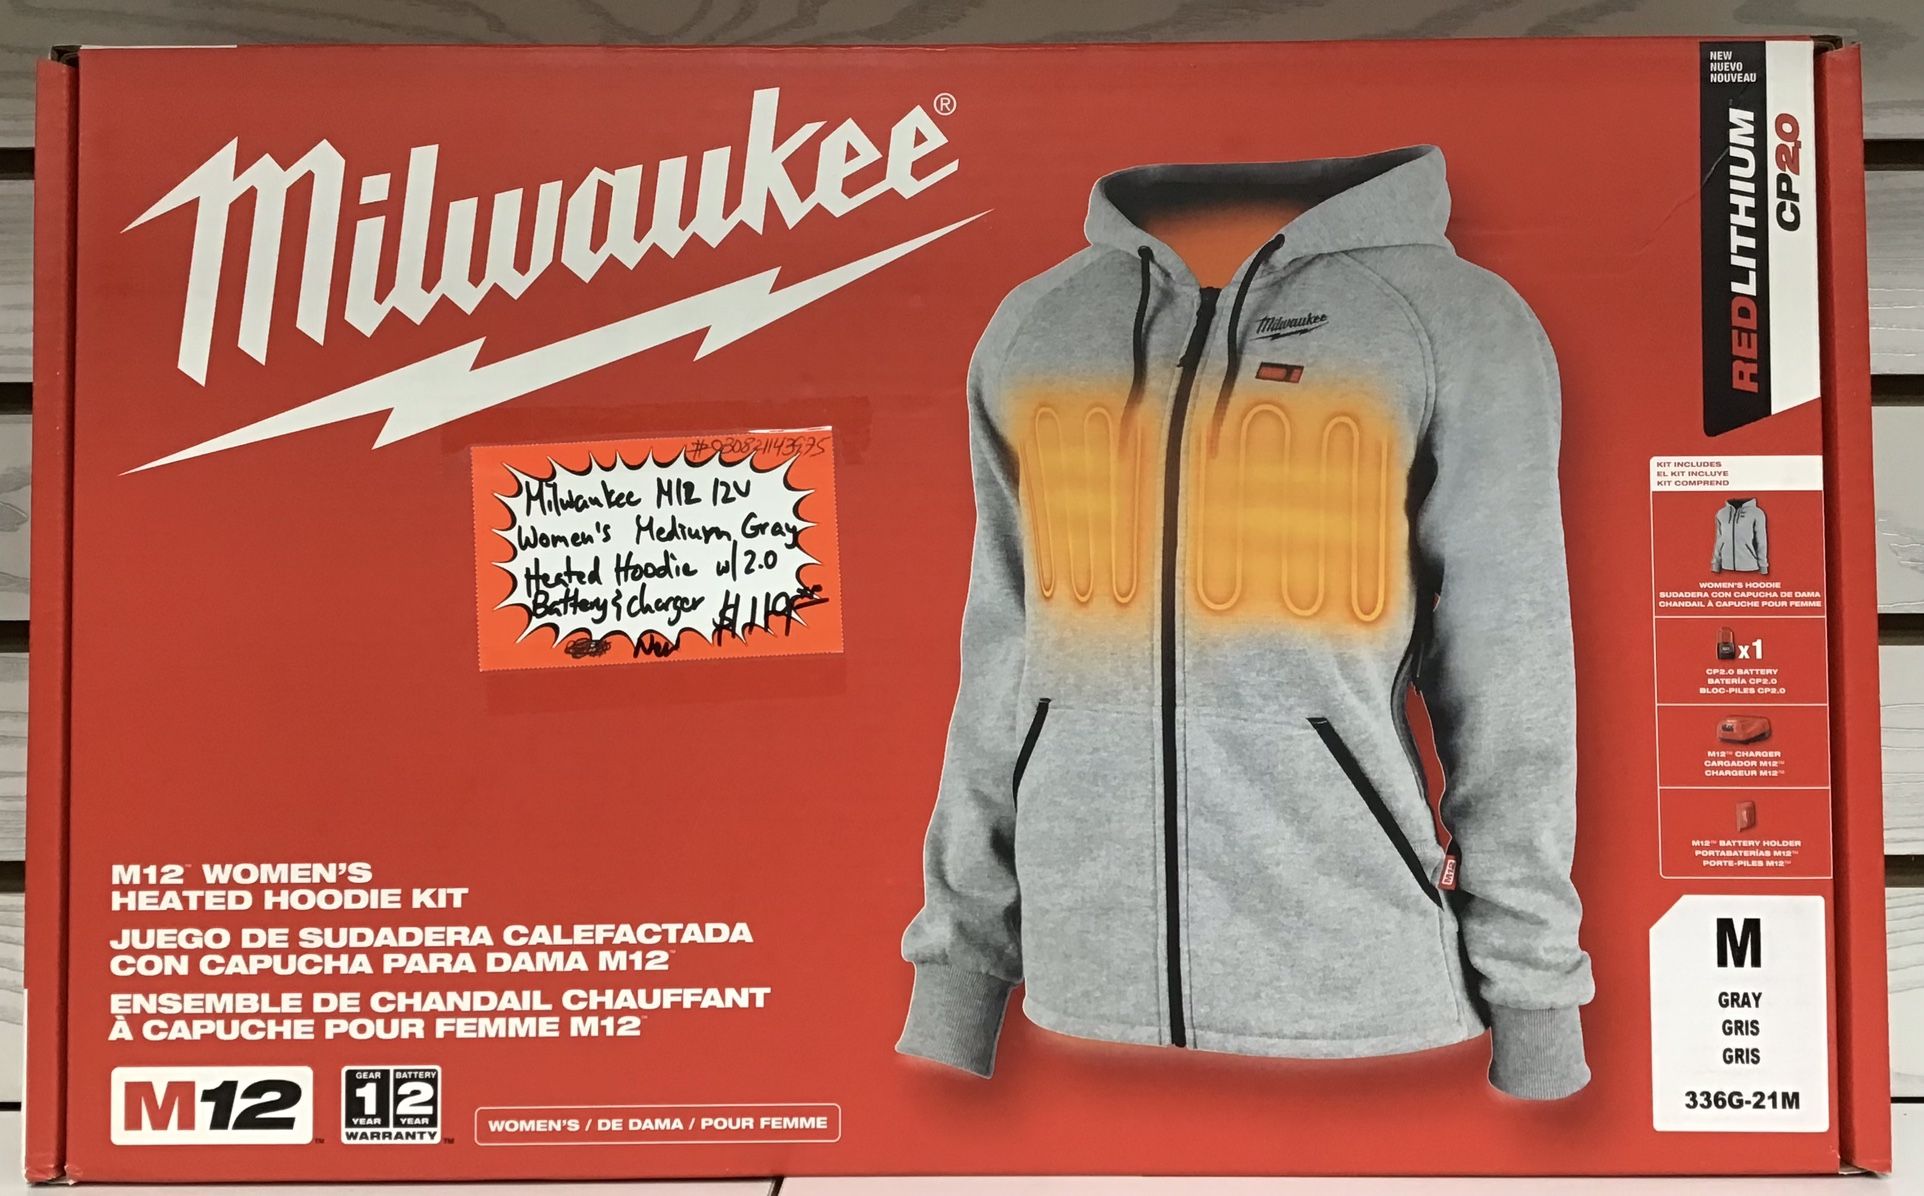 Milwaukee®
Milwaukee M12 12V
Women's Medium Gray
Heated Hoodie w/ 2.0
Battery & Charger $119
New
M12™ WOMEN'S
HEATED HOODIE KIT
JUEGO DE SUDADERA CALEFACTADA
CON CAPUCHA PARA DAMA M12™
ENSEMBLE DE CHANDAIL CHAUFFANT
À CAPUCHE POUR FEMME M12™
M12™
GEAR BATTERY
1 2
YEAR YEAR
WARRANTY™
WOMEN'S / DE DAMA / POUR FEMME
Milwaukee
M12
NEW
NUEVO
NOUVEAU
REDLITHIUM
CP2.0
KIT INCLUDES
EL KIT INCLUYE
KIT COMPREND
WOMEN'S HOODIE
SUDADERA CON CAPUCHA DE DAMA
CHANDAIL À CAPUCHE POUR FEMME
x1
CP2.0 BATTERY
BATERÍA CP2.0
BLOC-PILES CP2.0
M12™ CHARGER
CARGADOR M12™
CHARGEUR M12™
M12™ BATTERY HOLDER
PORTABATERÍAS M12™
PORTE-PILES M12™
M
GRAY
GRIS
GRIS
336G-21M